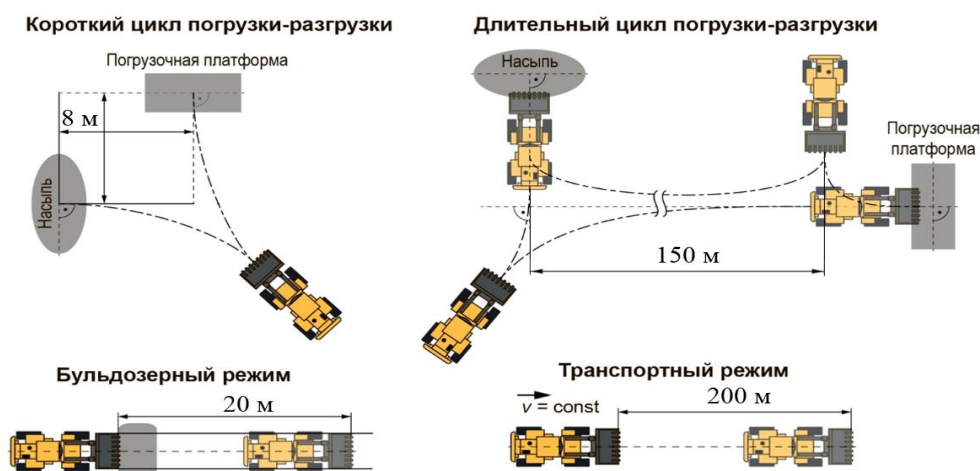 Короткий цикл погрузки-разгрузки
Погрузочная платформа
8 м
Насыпь
Длительный цикл погрузки-разгрузки
Насыпь
Погрузочная
платформа
150 м
Бульдозерный режим
20 м
Транспортный режим
v = const
200 м